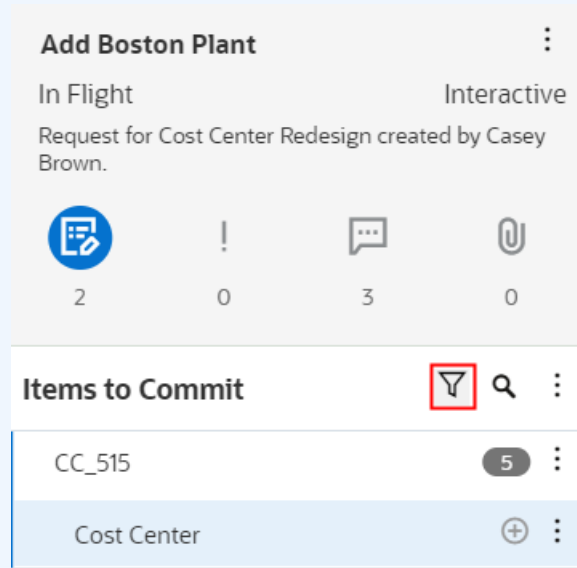 Add Boston Plant
In Flight Interactive
Request for Cost Center Redesign created by Casey
Brown.
2 0 3 0
Items to Commit
CC_515 5
Cost Center